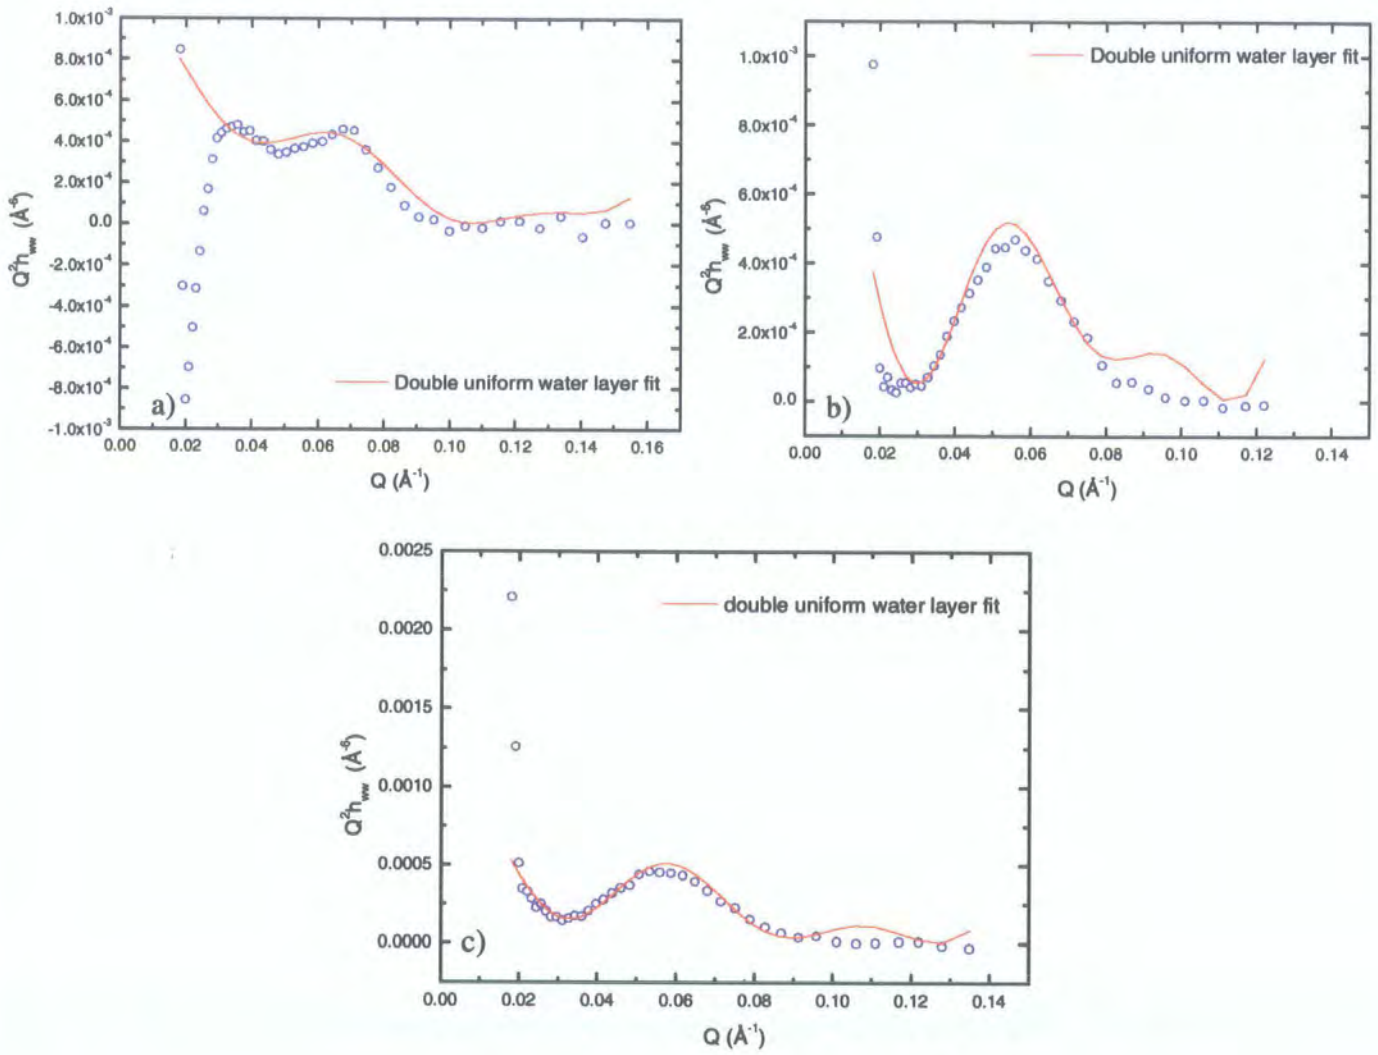 1.0x10⁻³
8.0x10⁻⁴
6.0x10⁻⁴
4.0x10⁻⁴
2.0x10⁻⁴
0.0
-2.0x10⁻⁴
-4.0x10⁻⁴
-6.0x10⁻⁴
-8.0x10⁻⁴
-1.0x10⁻³
Q²h_ww (Å⁻⁶)
Double uniform water layer fit
a)
0.00 0.02 0.04 0.06 0.08 0.10 0.12 0.14 0.16
Q (Å⁻¹)
1.0x10⁻³
8.0x10⁻⁴
6.0x10⁻⁴
4.0x10⁻⁴
2.0x10⁻⁴
0.0
Q²h_ww (Å⁻⁶)
Double uniform water layer fit
b)
0.00 0.02 0.04 0.06 0.08 0.10 0.12 0.14
Q (Å⁻¹)
0.0025
0.0020
0.0015
0.0010
0.0005
0.0000
Q²h_ww (Å⁻⁶)
double uniform water layer fit
c)
0.00 0.02 0.04 0.06 0.08 0.10 0.12 0.14
Q (Å⁻¹)